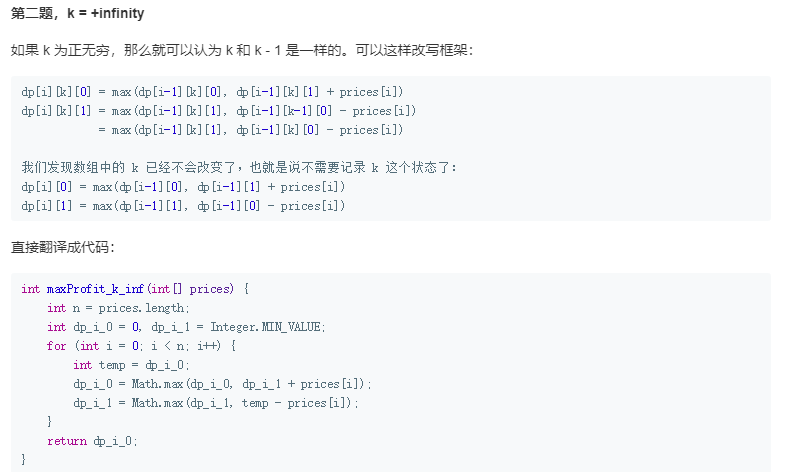 第二题，k = +infinity
如果 k 为正无穷，那么就可以认为 k 和 k - 1 是一样的。可以这样改写框架：
dp[i][k][0] = max(dp[i-1][k][0], dp[i-1][k][1] + prices[i])
dp[i][k][1] = max(dp[i-1][k][1], dp[i-1][k-1][0] - prices[i])
            = max(dp[i-1][k][1], dp[i-1][k][0] - prices[i])
我们发现数组中的 k 已经不会改变了，也就是说不需要记录 k 这个状态了：
dp[i][0] = max(dp[i-1][0], dp[i-1][1] + prices[i])
dp[i][1] = max(dp[i-1][1], dp[i-1][0] - prices[i])
直接翻译成代码：
int maxProfit_k_inf(int[] prices) {
    int n = prices.length;
    int dp_i_0 = 0, dp_i_1 = Integer.MIN_VALUE;
    for (int i = 0; i < n; i++) {
        int temp = dp_i_0;
        dp_i_0 = Math.max(dp_i_0, dp_i_1 + prices[i]);
        dp_i_1 = Math.max(dp_i_1, temp - prices[i]);
    }
    return dp_i_0;
}